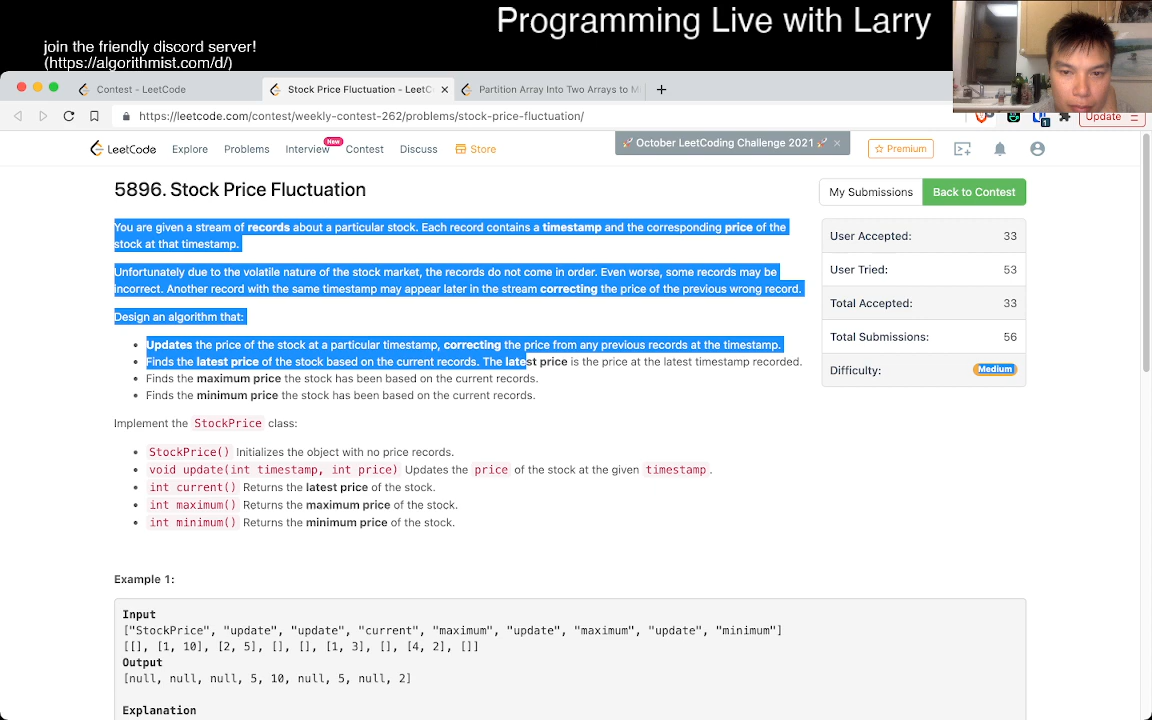 Programming Live with Larry
join the friendly discord server!
(https://algorithmist.com/d/)
Contest - LeetCode
Stock Price Fluctuation - LeetC
Partition Array Into Two Arrays to M
https://leetcode.com/contest/weekly-contest-262/problems/stock-price-fluctuation/
1
Update
LeetCode
Explore
Problems
Interview
New
Contest
Discuss
Store
🚀 October LeetCoding Challenge 2021 🚀
Premium
5896. Stock Price Fluctuation
My Submissions
Back to Contest
You are given a stream of records about a particular stock. Each record contains a timestamp and the corresponding price of the
stock at that timestamp.
Unfortunately due to the volatile nature of the stock market, the records do not come in order. Even worse, some records may be
incorrect. Another record with the same timestamp may appear later in the stream correcting the price of the previous wrong record.
Design an algorithm that:
• Updates the price of the stock at a particular timestamp, correcting the price from any previous records at the timestamp.
• Finds the latest price of the stock based on the current records. The latest price is the price at the latest timestamp recorded.
• Finds the maximum price the stock has been based on the current records.
• Finds the minimum price the stock has been based on the current records.
Implement the StockPrice class:
• StockPrice() Initializes the object with no price records.
• void update(int timestamp, int price) Updates the price of the stock at the given timestamp.
• int current() Returns the latest price of the stock.
• int maximum() Returns the maximum price of the stock.
• int minimum() Returns the minimum price of the stock.
User Accepted: 33
User Tried: 53
Total Accepted: 33
Total Submissions: 56
Difficulty: Medium
Example 1:
Input
["StockPrice", "update", "update", "current", "maximum", "update", "maximum", "update", "minimum"]
[[], [1, 10], [2, 5], [], [], [1, 3], [], [4, 2], []]
Output
[null, null, null, 5, 10, null, 5, null, 2]
Explanation